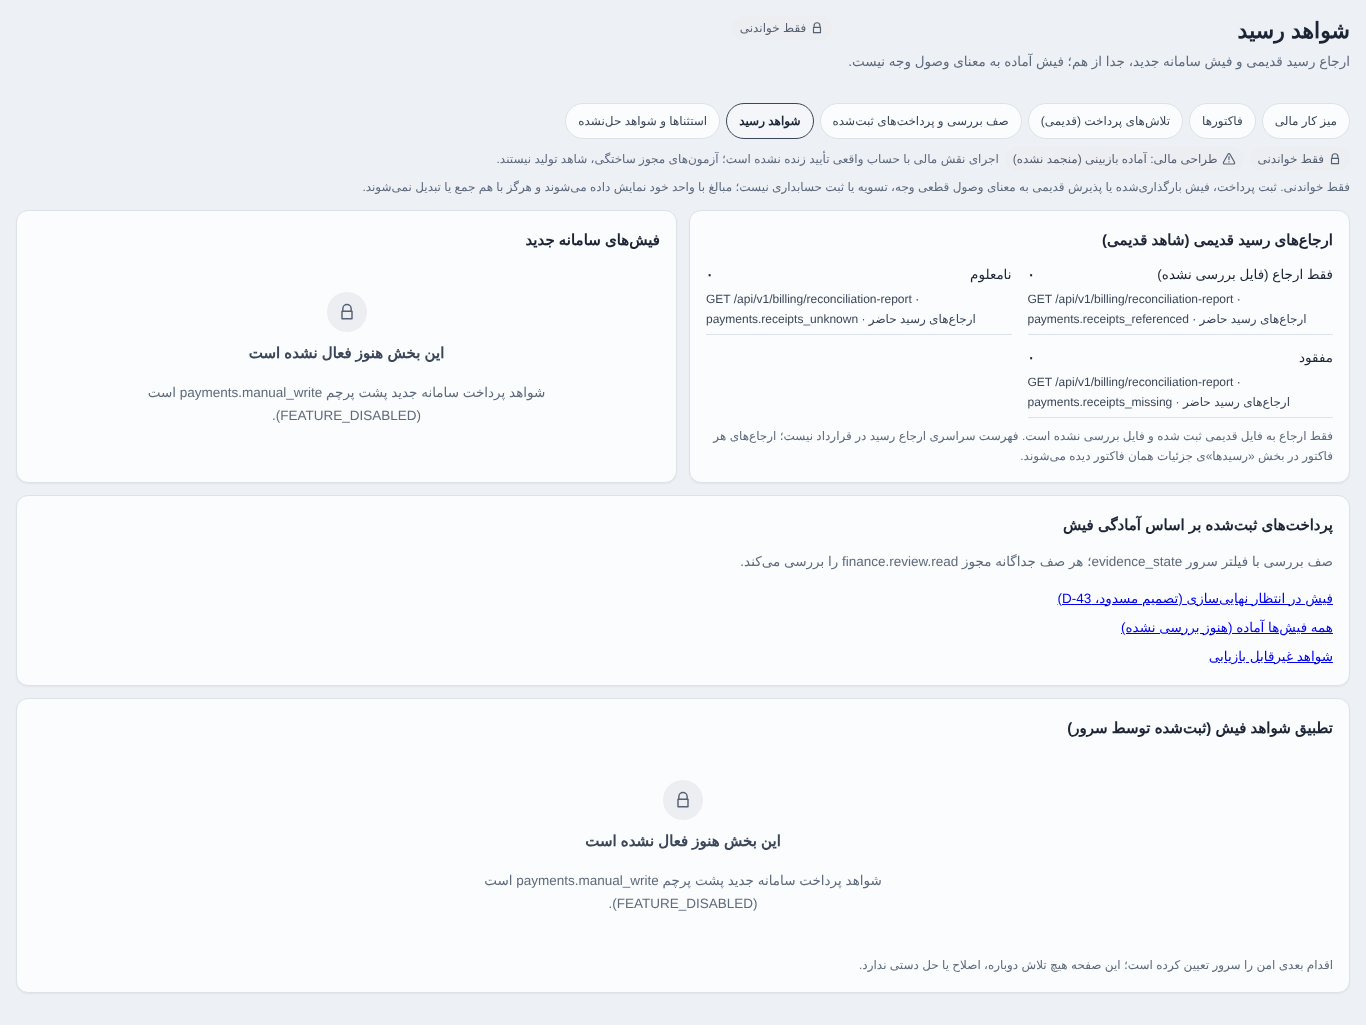 شواهد رسید
فقط خواندنی
ارجاع رسید قدیمی و فیش سامانه جدید، جدا از هم؛ فیش آماده به معنای وصول وجه نیست.
میز کار مالی
فاکتورها
تلاش‌های پرداخت (قدیمی)
صف بررسی و پرداخت‌های ثبت‌شده
شواهد رسید
استثناها و شواهد حل‌نشده
فقط خواندنی
طراحی مالی: آماده بازبینی (منجمد نشده)
اجرای نقش مالی با حساب واقعی تأیید زنده نشده است؛ آزمون‌های مجوز ساختگی، شاهد تولید نیستند.
فقط خواندنی. ثبت پرداخت، فیش بارگذاری‌شده یا پذیرش قدیمی به معنای وصول قطعی وجه، تسویه یا ثبت حسابداری نیست؛ مبالغ با واحد خود نمایش داده می‌شوند و هرگز با هم جمع یا تبدیل نمی‌شوند.
ارجاع‌های رسید قدیمی (شاهد قدیمی)
فقط ارجاع (فایل بررسی نشده)
۰
GET /api/v1/billing/reconciliation-report ·
payments.receipts_referenced · ارجاع‌های رسید حاضر
نامعلوم
۰
GET /api/v1/billing/reconciliation-report ·
payments.receipts_unknown · ارجاع‌های رسید حاضر
مفقود
۰
GET /api/v1/billing/reconciliation-report ·
payments.receipts_missing · ارجاع‌های رسید حاضر
فقط ارجاع به فایل قدیمی ثبت شده و فایل بررسی نشده است. فهرست سراسری ارجاع رسید در قرارداد نیست؛ ارجاع‌های هر
فاکتور در بخش «رسیدها»ی جزئیات همان فاکتور دیده می‌شوند.
فیش‌های سامانه جدید
این بخش هنوز فعال نشده است
شواهد پرداخت سامانه جدید پشت پرچم payments.manual_write است
(FEATURE_DISABLED).
پرداخت‌های ثبت‌شده بر اساس آمادگی فیش
صف بررسی با فیلتر سرور evidence_state؛ هر صف جداگانه مجوز finance.review.read را بررسی می‌کند.
فیش در انتظار نهایی‌سازی (تصمیم مسدود، D-43)
همه فیش‌ها آماده (هنوز بررسی نشده)
شواهد غیرقابل بازیابی
تطبیق شواهد فیش (ثبت‌شده توسط سرور)
این بخش هنوز فعال نشده است
شواهد پرداخت سامانه جدید پشت پرچم payments.manual_write است
(FEATURE_DISABLED).
اقدام بعدی امن را سرور تعیین کرده است؛ این صفحه هیچ تلاش دوباره، اصلاح یا حل دستی ندارد.